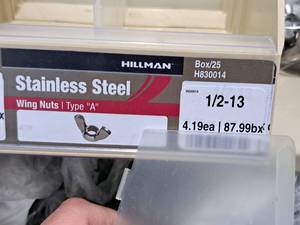 HILLMAN
Box/25
H830014
Stainless Steel
Wing Nuts | Type "A"
1/2-13
4.19ea | 87.99bx